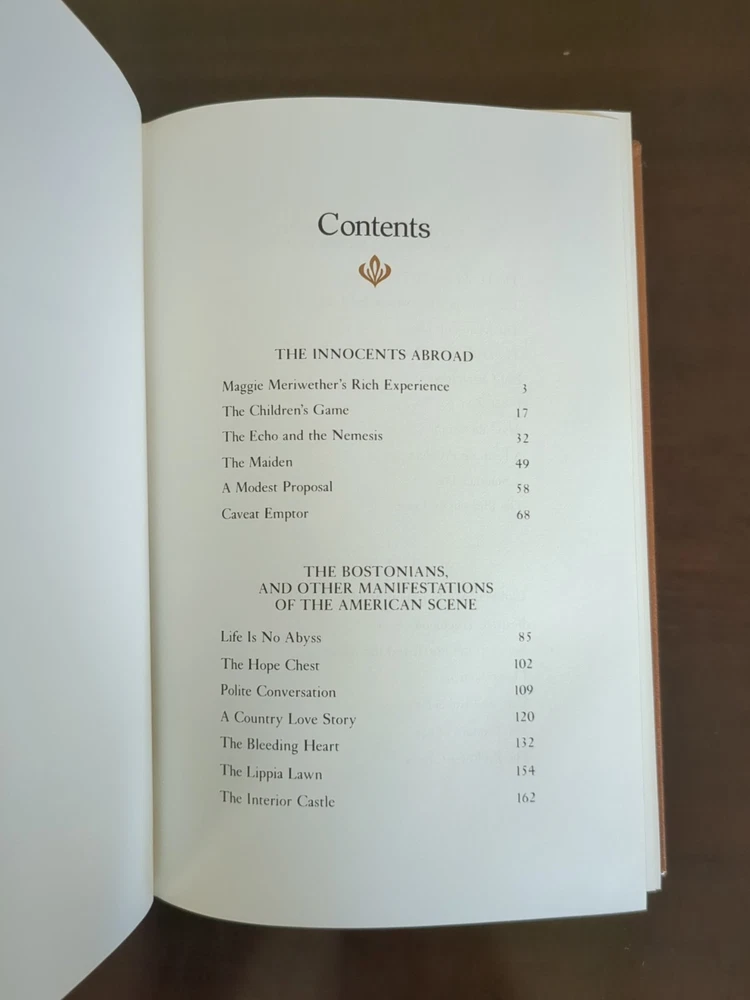 Contents
THE INNOCENTS ABROAD
Maggie Meriwether's Rich Experience 3
The Children's Game 17
The Echo and the Nemesis 32
The Maiden 49
A Modest Proposal 58
Caveat Emptor 68
THE BOSTONIANS,
AND OTHER MANIFESTATIONS
OF THE AMERICAN SCENE
Life Is No Abyss 85
The Hope Chest 102
Polite Conversation 109
A Country Love Story 120
The Bleeding Heart 132
The Lippia Lawn 154
The Interior Castle 162